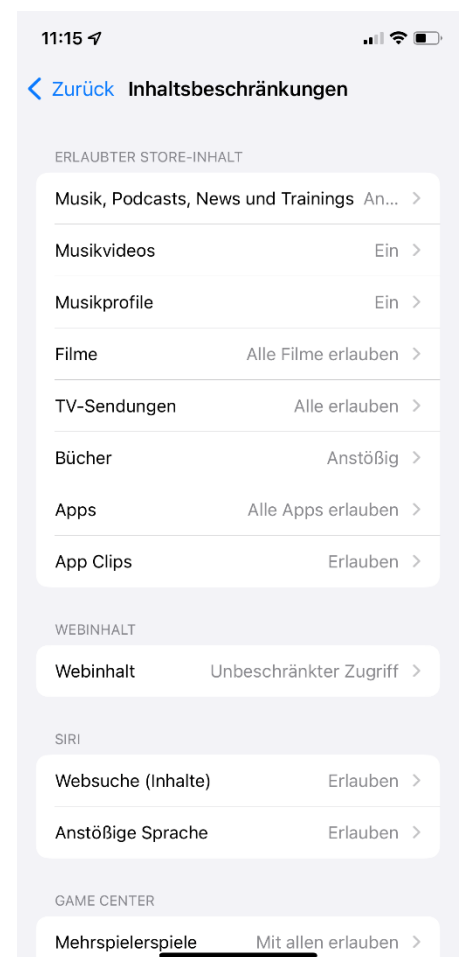 11:15
Zurück Inhaltsbeschränkungen
ERLAUBTER STORE-INHALT
Musik, Podcasts, News und Trainings An...
Musikvideos Ein
Musikprofile Ein
Filme Alle Filme erlauben
TV-Sendungen Alle erlauben
Bücher Anstößig
Apps Alle Apps erlauben
App Clips Erlauben
WEBINHALT
Webinhalt Unbeschränkter Zugriff
SIRI
Websuche (Inhalte) Erlauben
Anstößige Sprache Erlauben
GAME CENTER
Mehrspielerspiele Mit allen erlauben